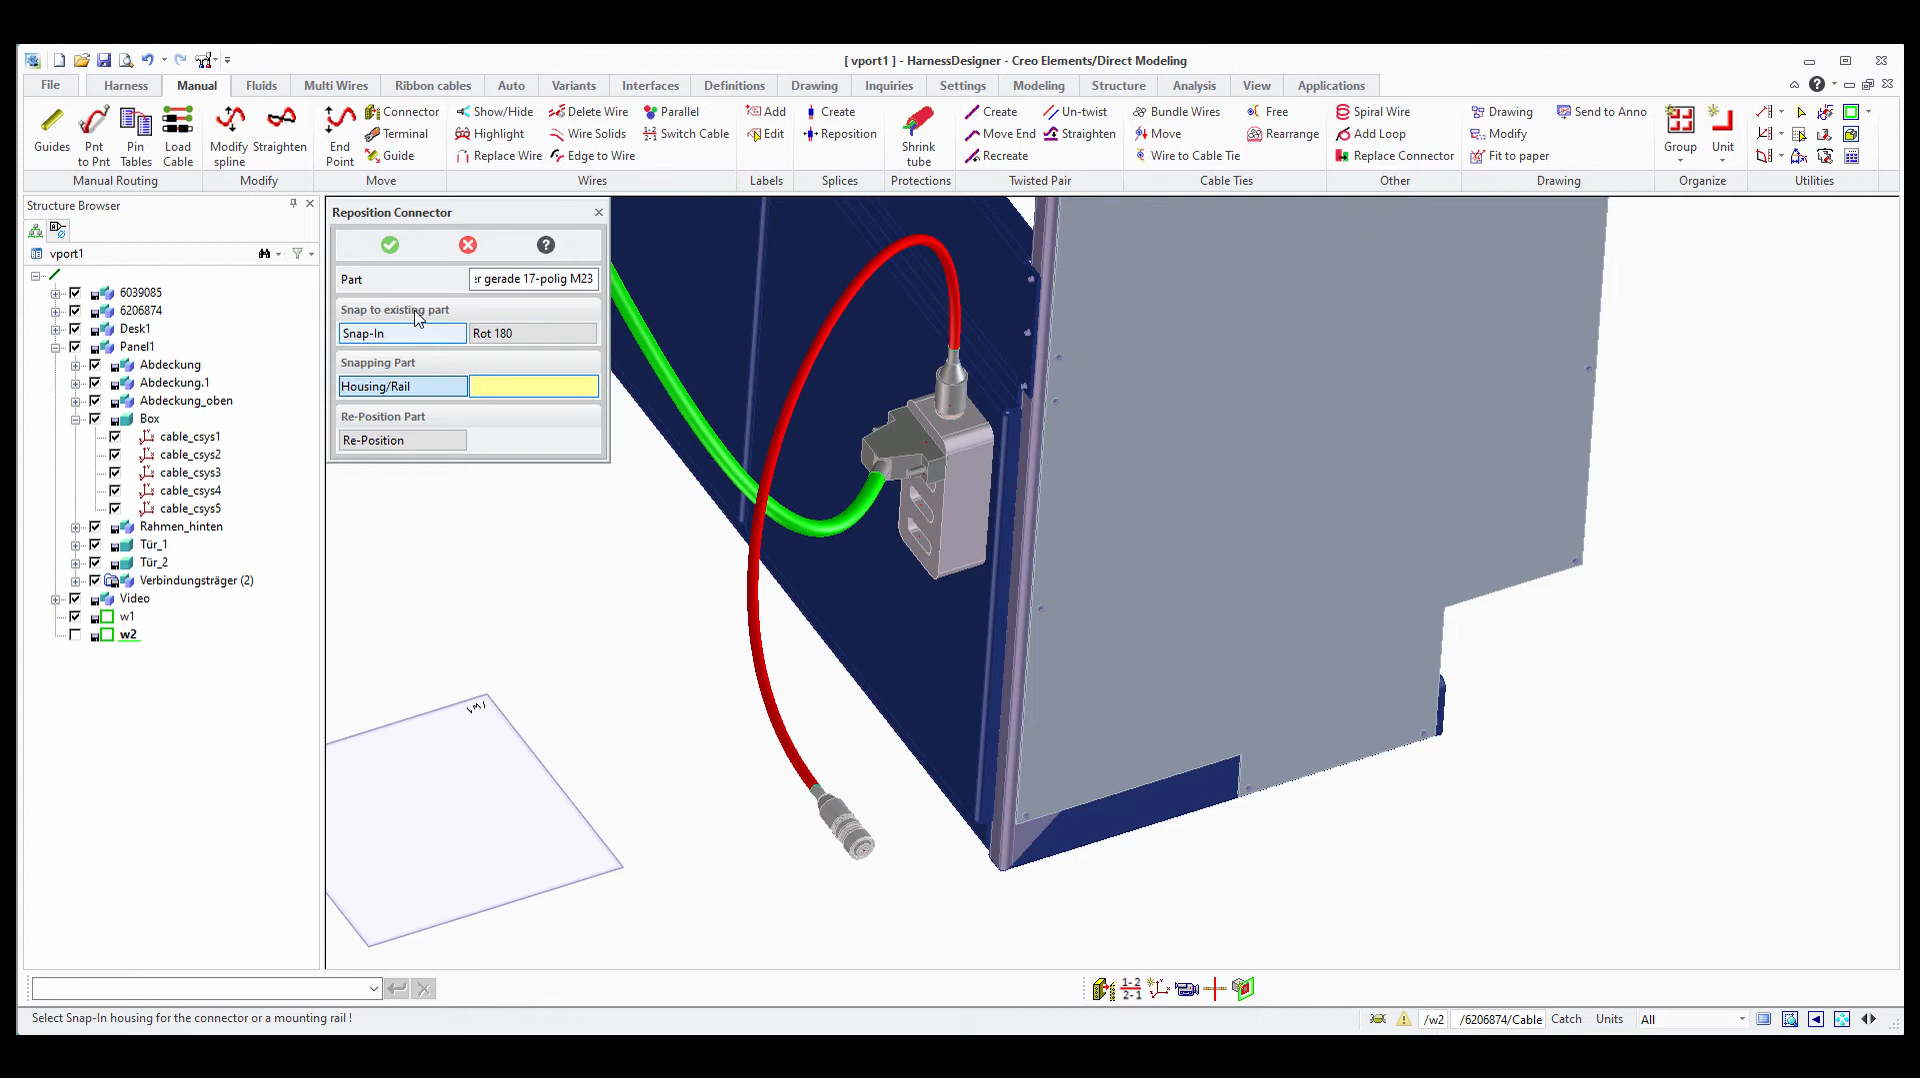 [ vport1 ] - HarnessDesigner - Creo Elements/Direct Modeling
File Harness Manual Fluids Multi Wires Ribbon cables Auto Variants Interfaces Definitions Drawing Inquiries Settings Modeling Structure Analysis View Applications
Guides
Pnt to Pnt
Pin Tables
Load Cable
Manual Routing
Modify spline
Straighten
Modify
End Point
Connector
Terminal
Guide
Move
Show/Hide
Highlight
Replace Wire
Delete Wire
Wire Solids
Edge to Wire
Parallel
Switch Cable
Wires
Add
Edit
Labels
Create
Reposition
Splices
Shrink tube
Protections
Create
Move End
Recreate
Un-twist
Straighten
Twisted Pair
Bundle Wires
Move
Wire to Cable Tie
Free
Rearrange
Cable Ties
Spiral Wire
Add Loop
Replace Connector
Other
Drawing
Modify
Fit to paper
Send to Anno
Drawing
Group
Unit
Organize
Utilities
Structure Browser
vport1
6039085
6206874
Desk1
Panel1
Abdeckung
Abdeckung.1
Abdeckung_oben
Box
cable_csys1
cable_csys2
cable_csys3
cable_csys4
cable_csys5
Rahmen_hinten
Tür_1
Tür_2
Verbindungsträger (2)
Video
w1
w2
Reposition Connector
Part
er gerade 17-polig M23
Snap to existing part
Snap-In
Rot 180
Snapping Part
Housing/Rail
Re-Position Part
Re-Position
1-2
2-1
Select Snap-In housing for the connector or a mounting rail !
/w2
/6206874/Cable
Catch
Units
All